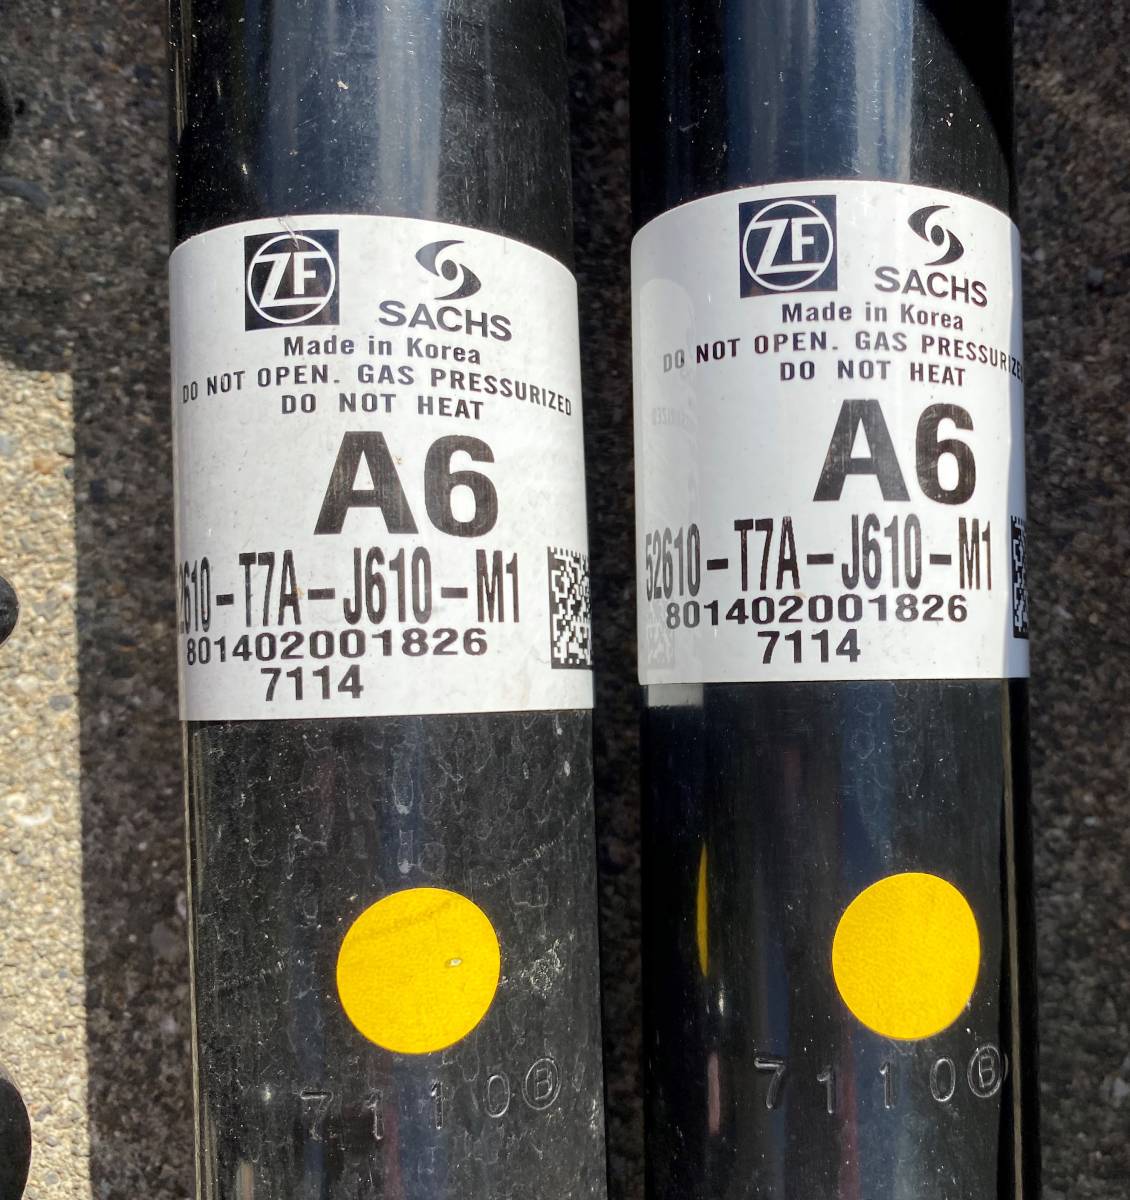 ZF
SACHS
Made in Korea
DO NOT OPEN. GAS PRESSURIZED
DO NOT HEAT
A6
2610-T7A-J610-M1
801402001826
7114
7110 B
ZF
SACHS
Made in Korea
DO NOT OPEN. GAS PRESSURIZED
DO NOT HEAT
A6
52610-T7A-J610-M1
801402001826
7114
7110 B